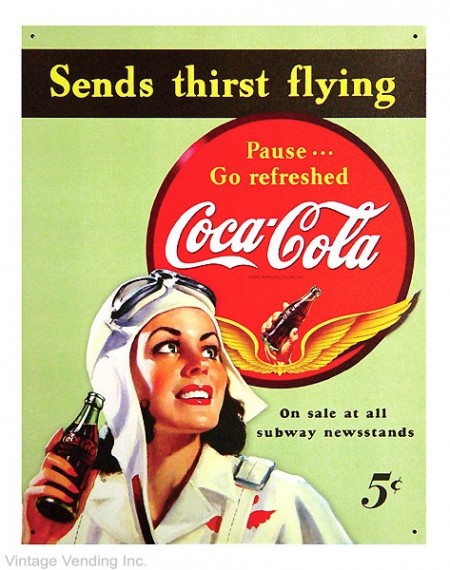 Sends thirst flying
Pause...
Go refreshed
Coca-Cola
On sale at all
subway newsstands
5¢
Vintage Vending Inc.